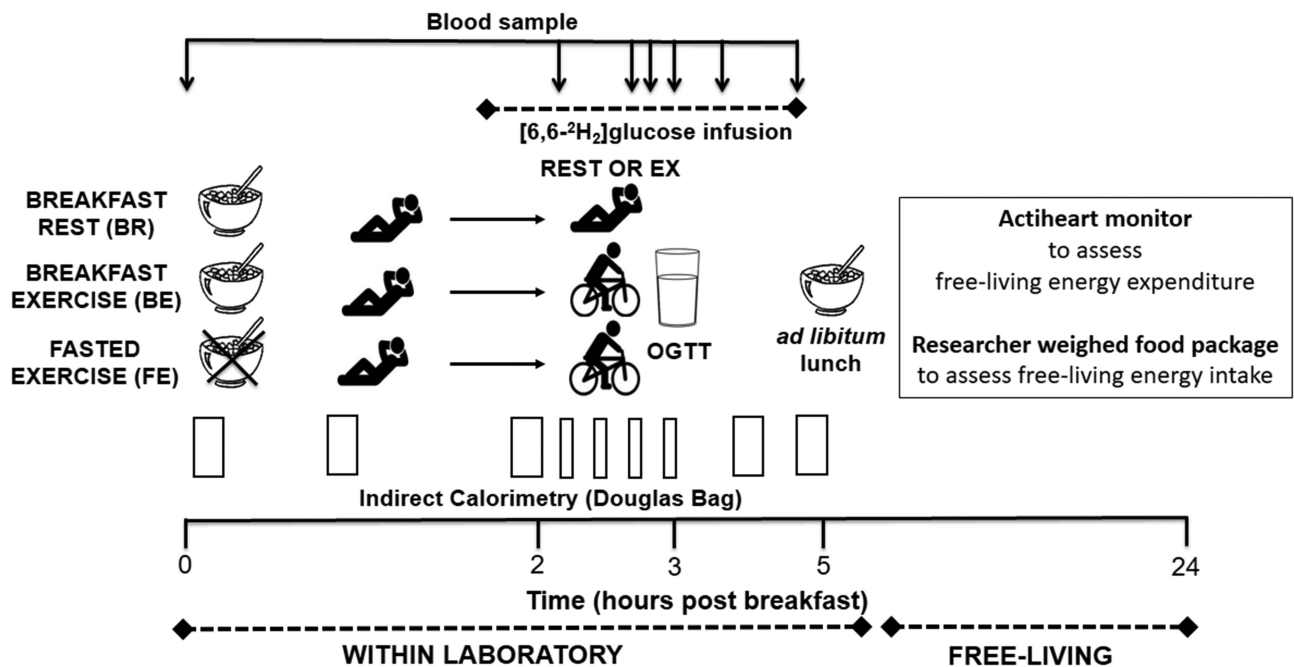 Blood sample
[6,6-²H₂]glucose infusion
REST OR EX
BREAKFAST
REST (BR)
BREAKFAST
EXERCISE (BE)
FASTED
EXERCISE (FE)
OGTT
ad libitum
lunch
Actiheart monitor
to assess
free-living energy expenditure
Researcher weighed food package
to assess free-living energy intake
Indirect Calorimetry (Douglas Bag)
0 2 3 5 24
Time (hours post breakfast)
WITHIN LABORATORY
FREE-LIVING